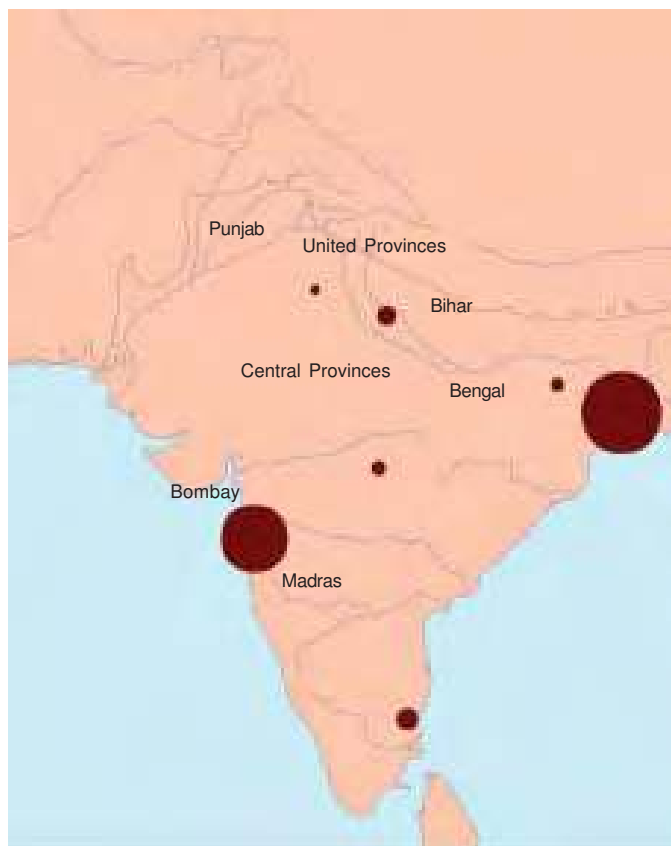 Punjab
United Provinces
Bihar
Central Provinces
Bengal
Bombay
Madras